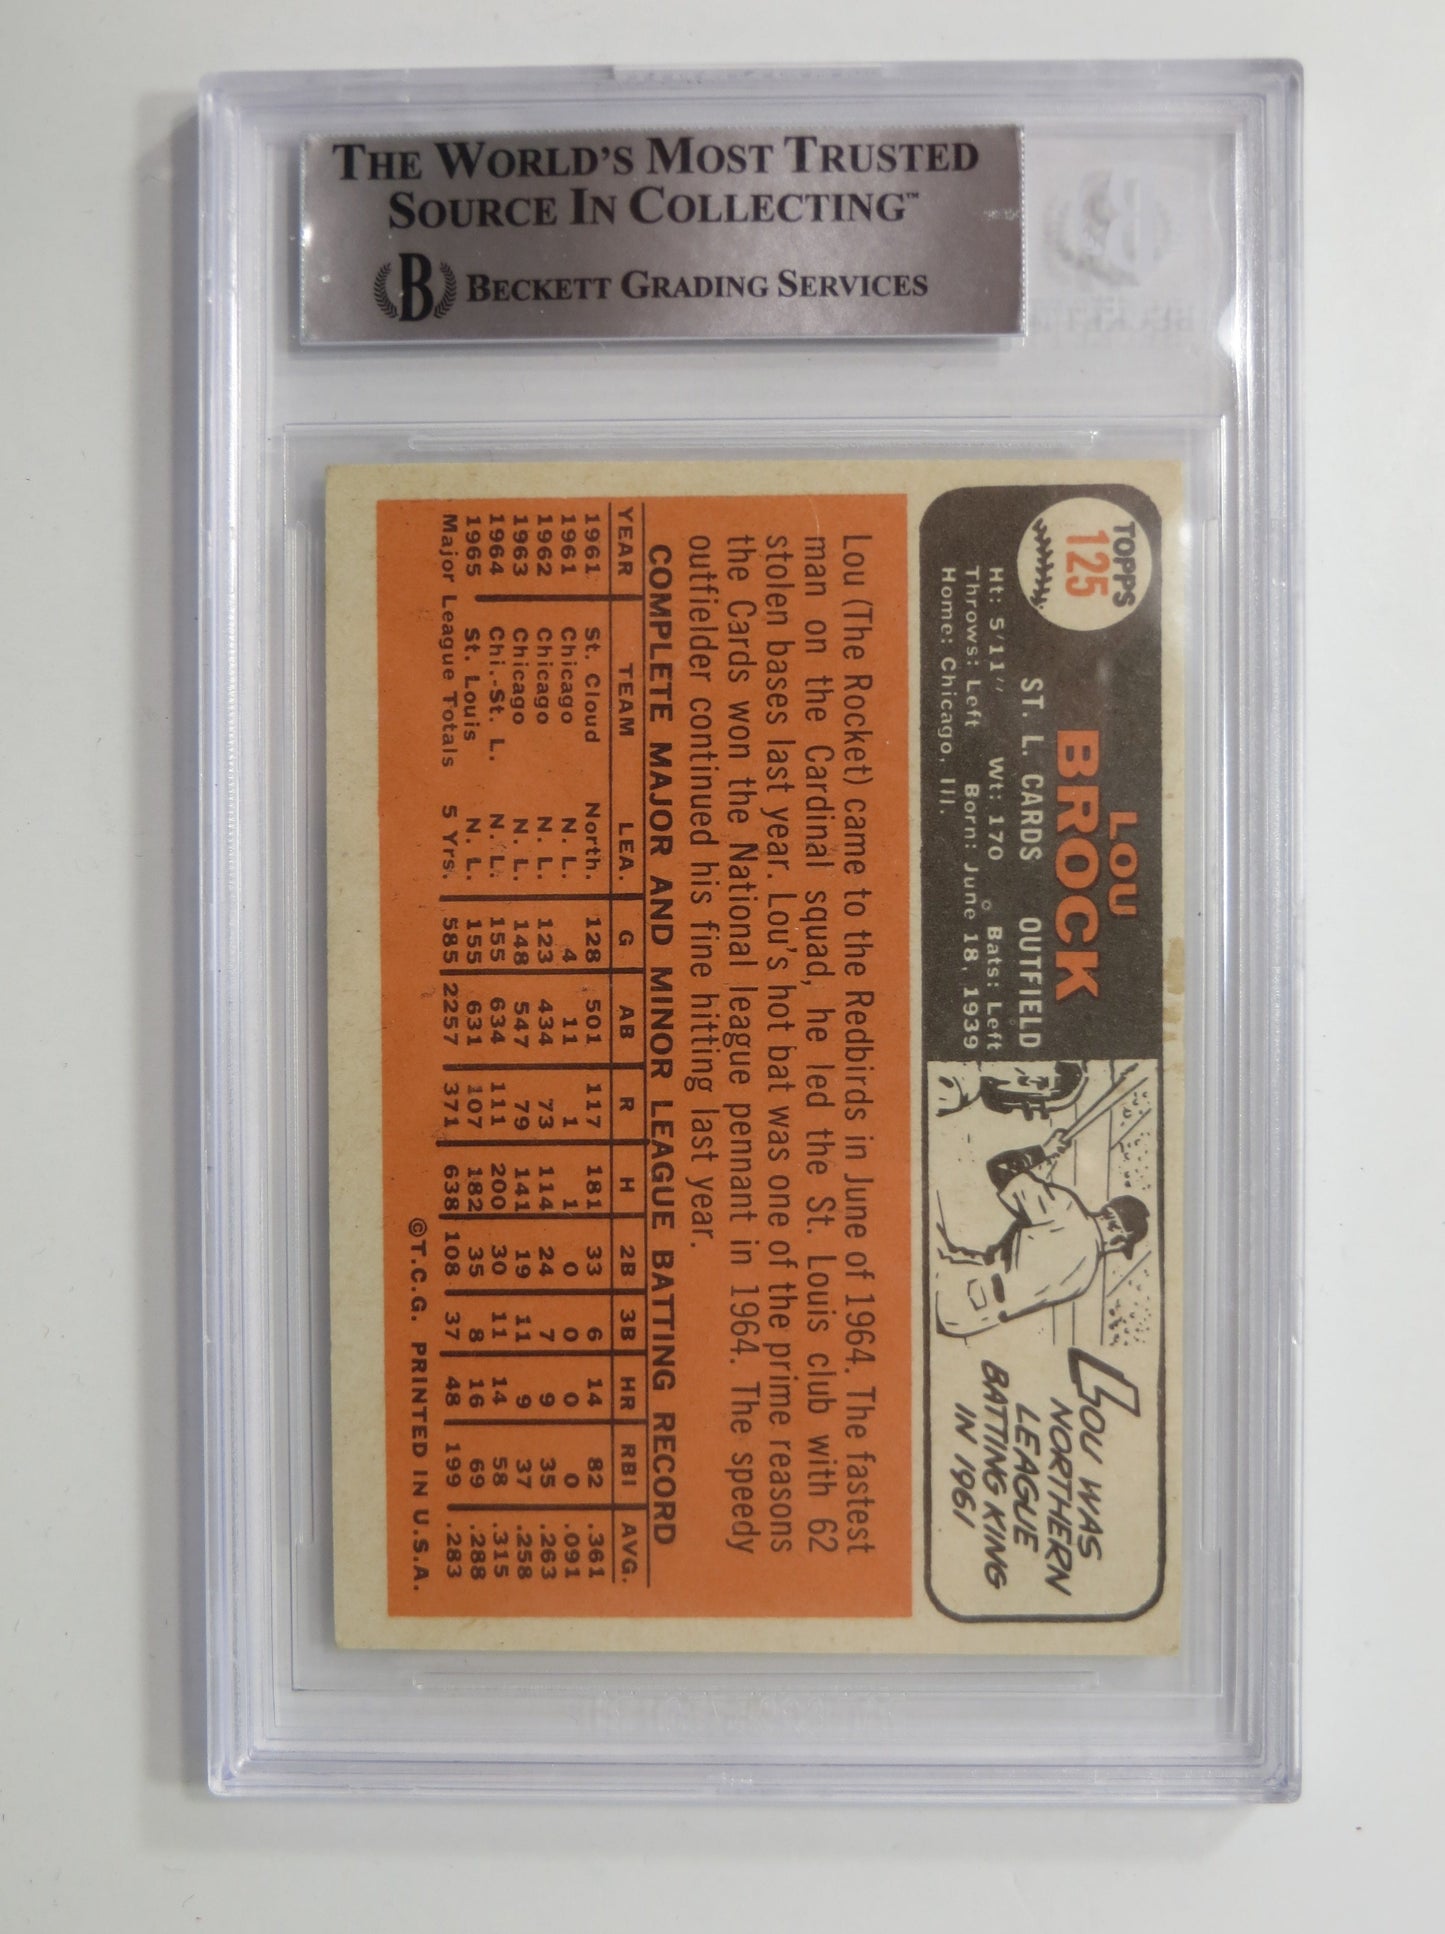 THE WORLD'S MOST TRUSTED
SOURCE IN COLLECTING™
B BECKETT GRADING SERVICES
TOPPS
125
LOU
BROCK
ST. L. CARDS OUTFIELD
Ht: 5'11" Wt: 170 Bats: Left
Throws: Left Born: June 18, 1939
Home: Chicago, Ill.
LOU WAS
NORTHERN
LEAGUE
BATTING KING
IN 1961
Lou (The Rocket) came to the Redbirds in June of 1964. The fastest
man on the Cardinal squad, he led the St. Louis club with 62
stolen bases last year. Lou's hot bat was one of the prime reasons
the Cards won the National league pennant in 1964. The speedy
outfielder continued his fine hitting last year.
COMPLETE MAJOR AND MINOR LEAGUE BATTING RECORD
YEAR TEAM LEA. G AB R H 2B 3B HR RBI AVG.
1961 St. Cloud North. 128 501 117 181 33 6 14 82 .361
1961 Chicago N. L. 4 11 1 1 0 0 0 0 .091
1962 Chicago N. L. 123 434 73 114 24 7 9 35 .263
1963 Chicago N. L. 148 547 79 141 19 11 9 37 .258
1964 Chi.-St. L. N. L. 155 634 111 200 30 11 14 58 .315
1965 St. Louis N. L. 155 631 107 182 35 8 16 69 .288
Major League Totals 5 Yrs. 585 2257 371 638 108 37 48 199 .283
©T.C.G. PRINTED IN U.S.A.